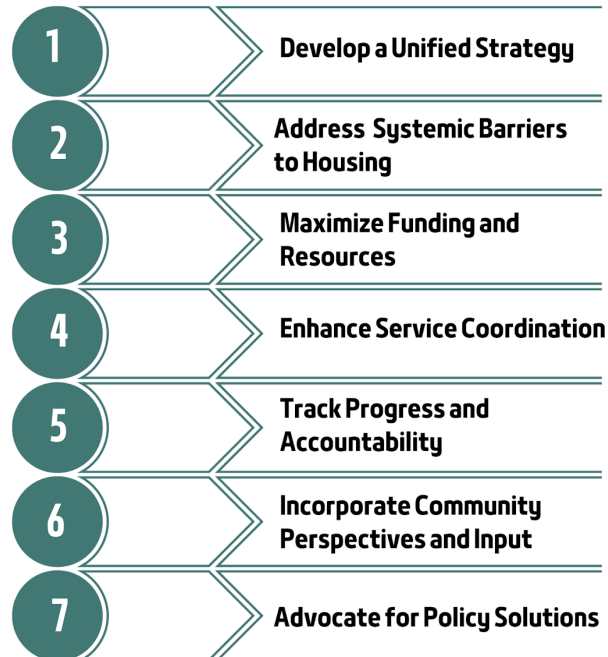 1
Develop a Unified Strategy
2
Address Systemic Barriers
to Housing
3
Maximize Funding and
Resources
4
Enhance Service Coordination
5
Track Progress and
Accountability
6
Incorporate Community
Perspectives and Input
7
Advocate for Policy Solutions